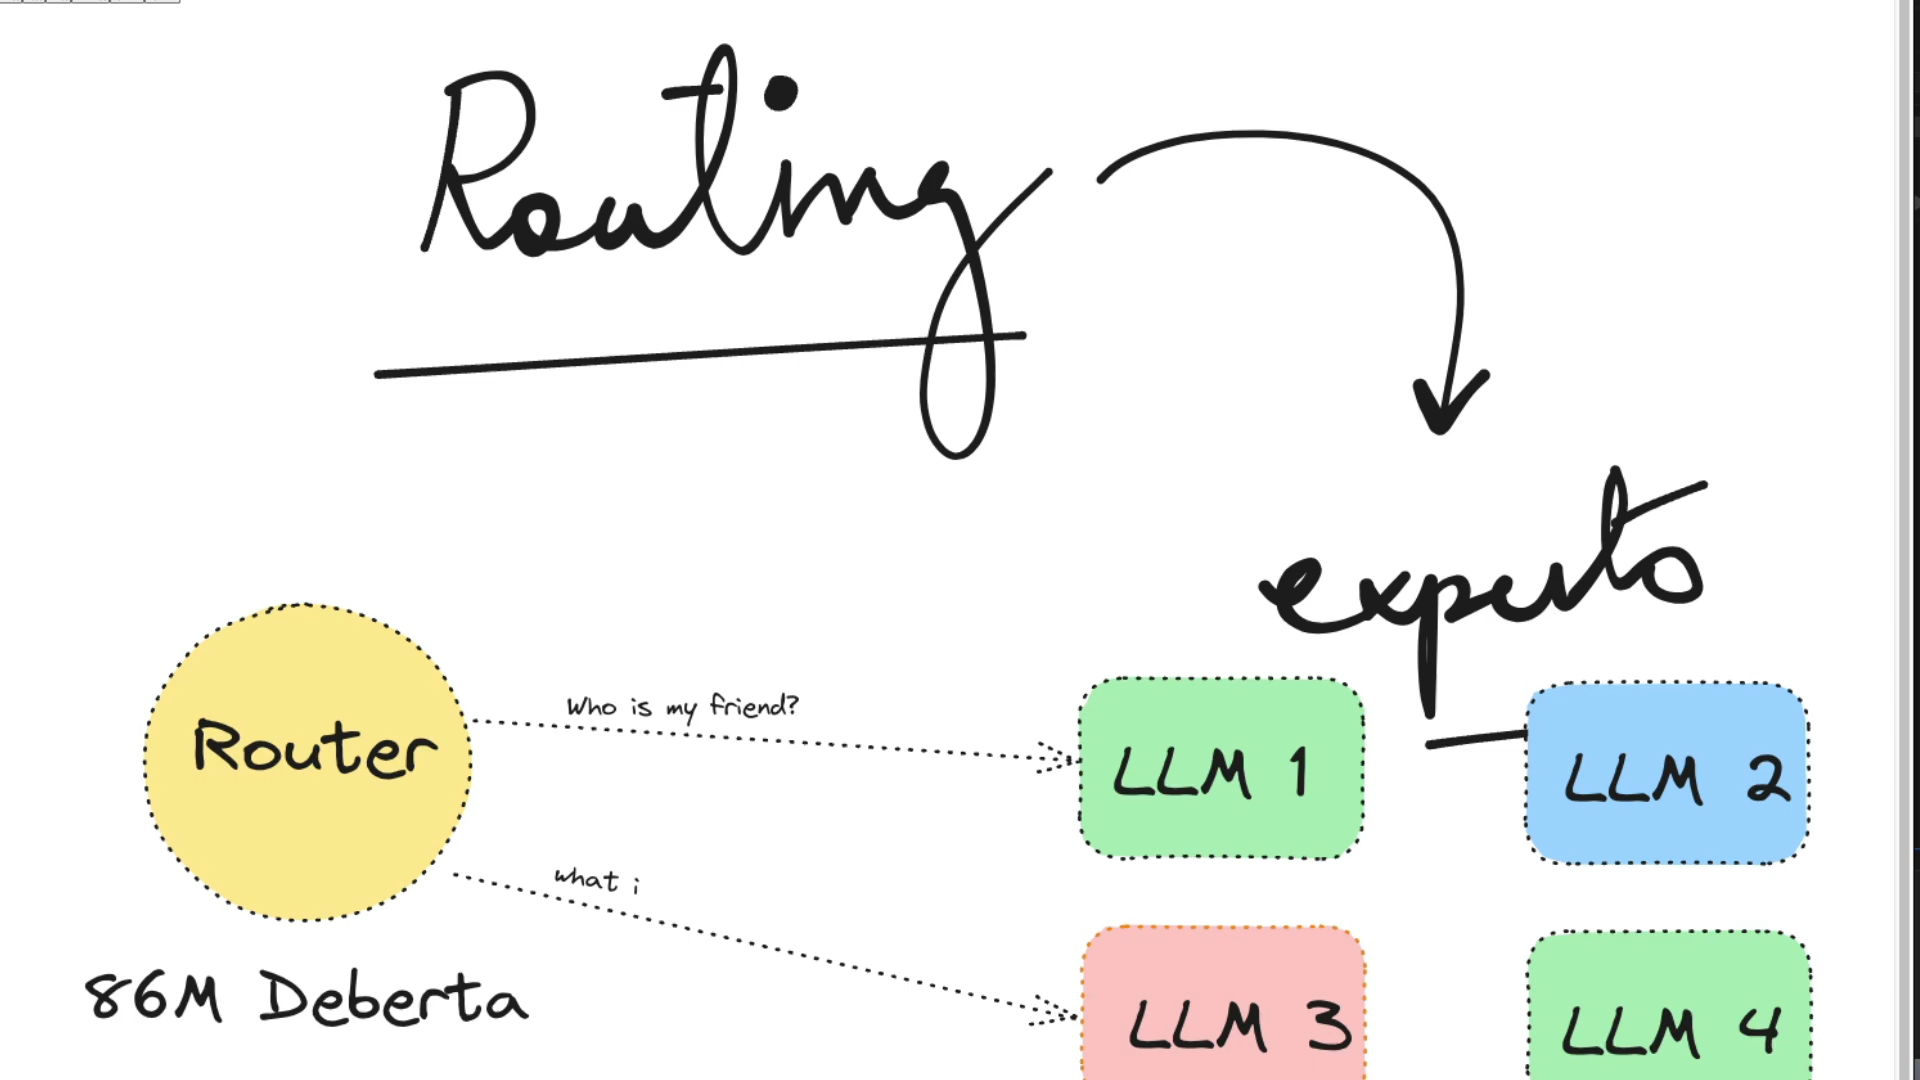 Routing
experts
Who is my friend?
Router
LLM 1
LLM 2
what i
86M Deberta
LLM 3
LLM 4